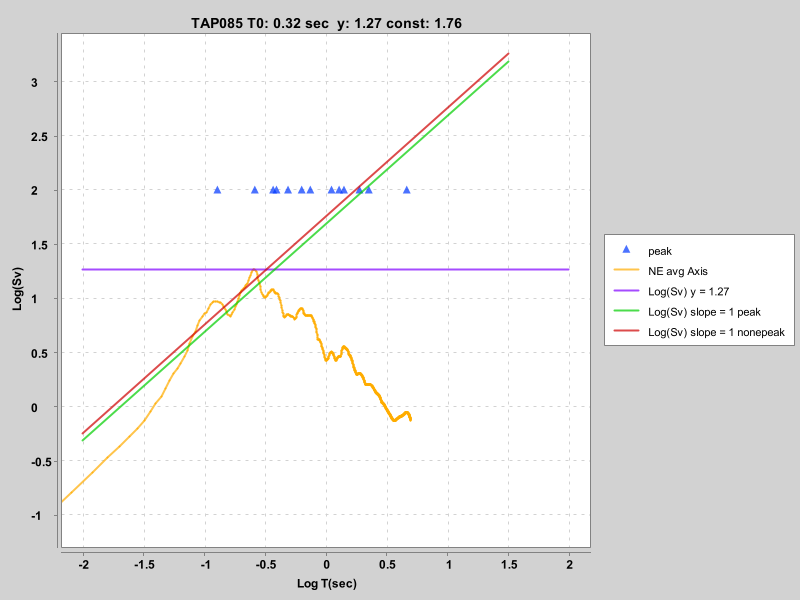 TAP085 T0: 0.32 sec  y: 1.27 const: 1.76
Log(Sv)
3
2.5
2
1.5
1
0.5
0
-0.5
-1
-2
-1.5
-1
-0.5
0
0.5
1
1.5
2
Log T(sec)
peak
NE avg Axis
Log(Sv) y = 1.27
Log(Sv) slope = 1 peak
Log(Sv) slope = 1 nonepeak